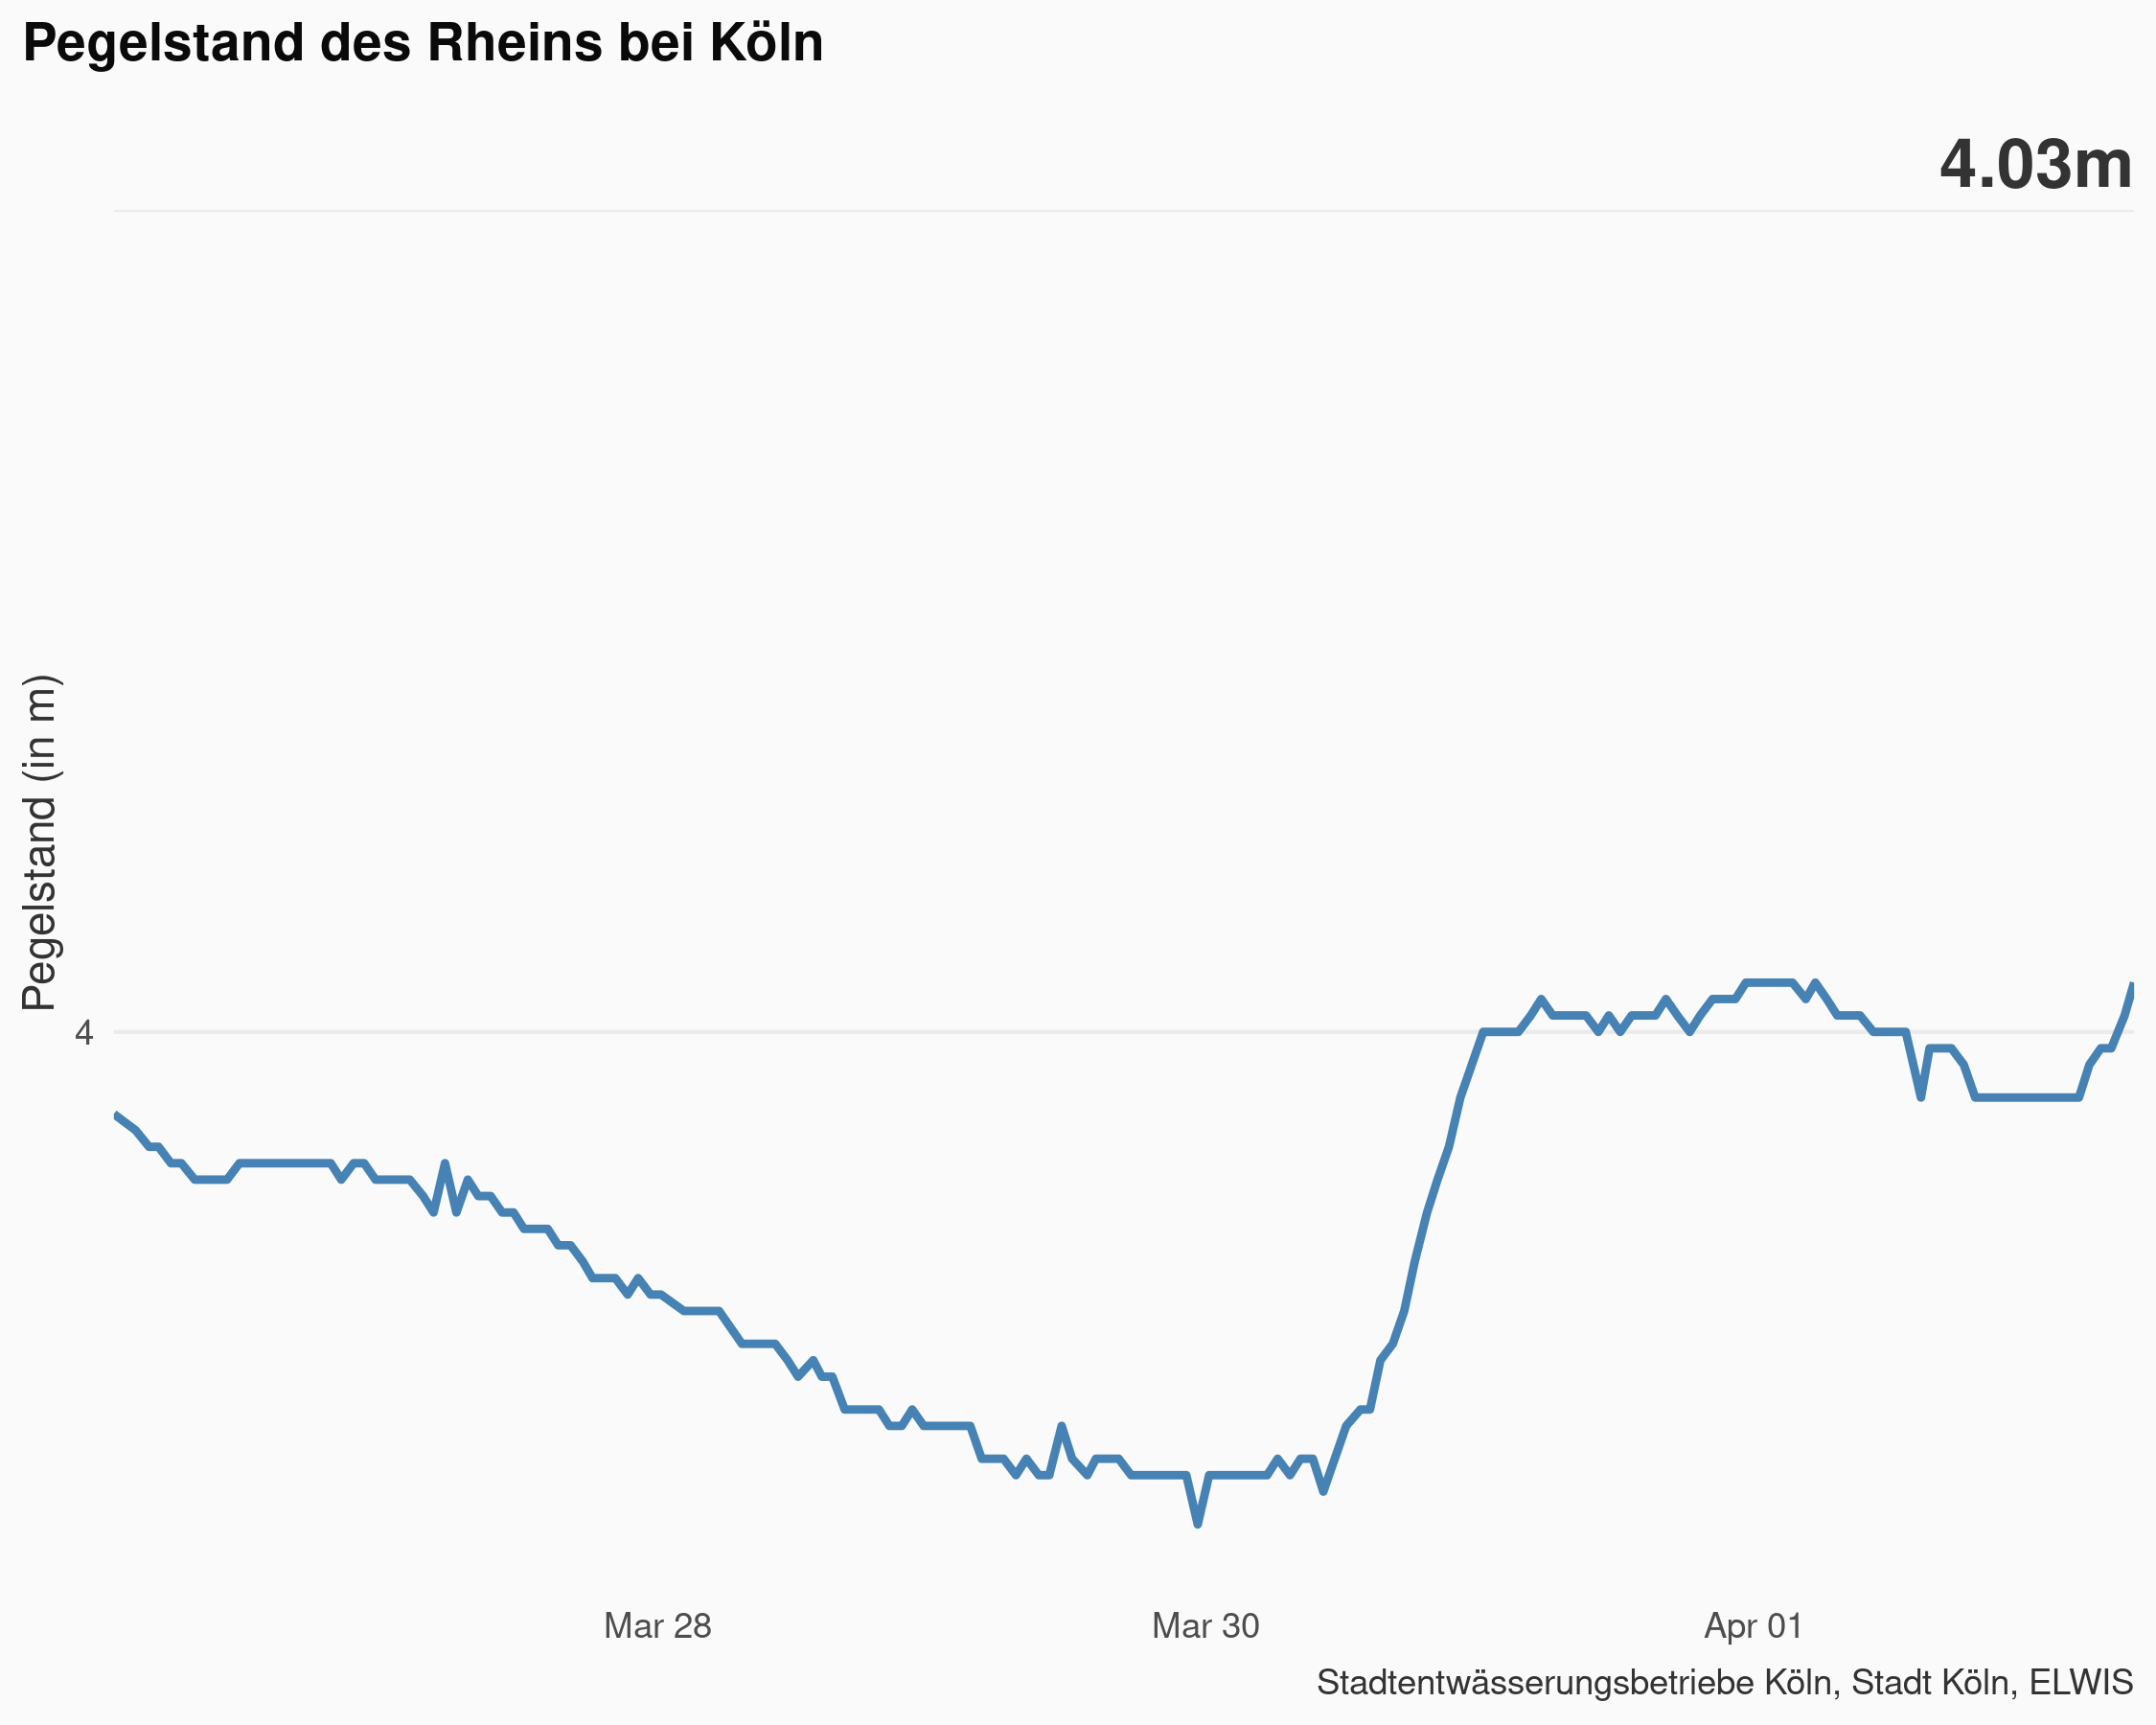 Pegelstand des Rheins bei Köln
4.03m
Pegelstand (in m)
4
Mar 28
Mar 30
Apr 01
Stadtentwässerungsbetriebe Köln, Stadt Köln, ELWIS